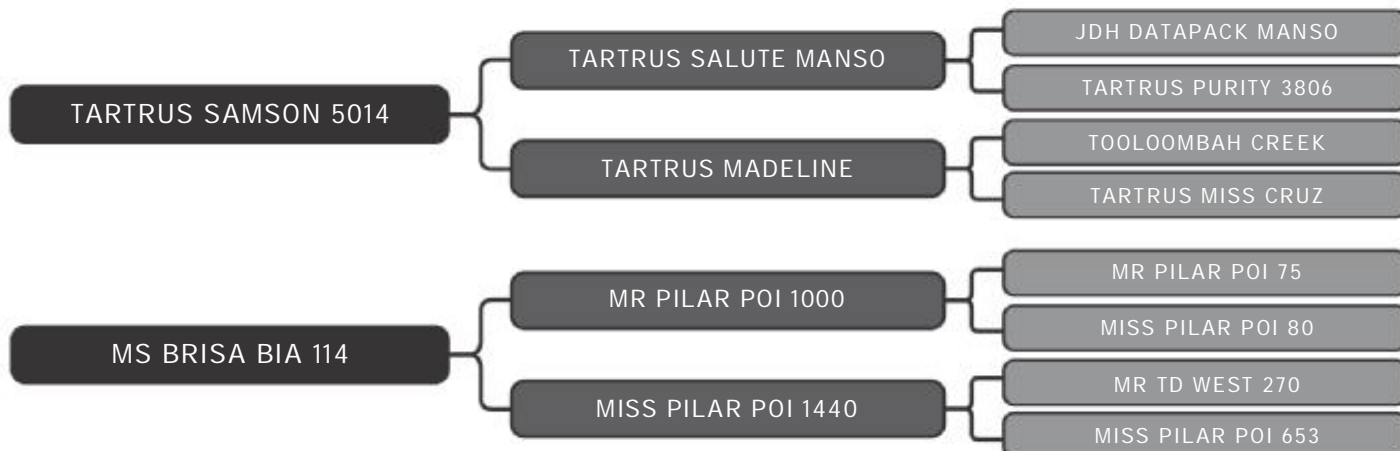 JDH DATAPACK MANSO
TARTRUS SALUTE MANSO
TARTRUS PURITY 3806
TARTRUS SAMSON 5014
TOOLOOMBAH CREEK
TARTRUS MADELINE
TARTRUS MISS CRUZ
MR PILAR POI 75
MR PILAR POI 1000
MISS PILAR POI 80
MS BRISA BIA 114
MR TD WEST 270
MISS PILAR POI 1440
MISS PILAR POI 653